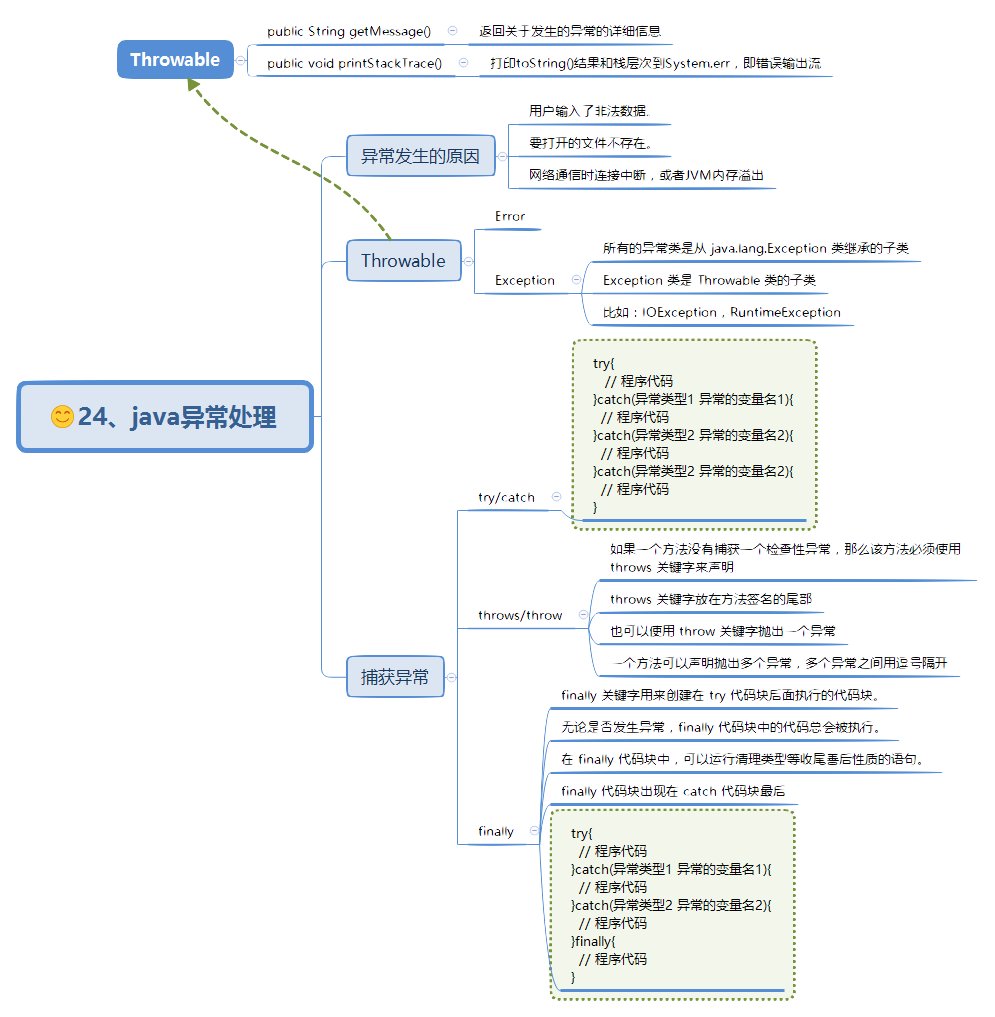 Throwable
public String getMessage()
返回关于发生的异常的详细信息
public void printStackTrace()
打印toString()结果和栈层次到System.err，即错误输出流
异常发生的原因
用户输入了非法数据.
要打开的文件不存在。
网络通信时连接中断，或者JVM内存溢出
Throwable
Error
Exception
所有的异常类是从 java.lang.Exception 类继承的子类
Exception 类是 Throwable 类的子类
比如：IOException，RuntimeException
24、java异常处理
捕获异常
try/catch
try{
// 程序代码
}catch(异常类型1 异常的变量名1){
// 程序代码
}catch(异常类型2 异常的变量名2){
// 程序代码
}catch(异常类型2 异常的变量名2){
// 程序代码
}
throws/throw
如果一个方法没有捕获一个检查性异常，那么该方法必须使用
throws 关键字来声明
throws 关键字放在方法签名的尾部
也可以使用 throw 关键字抛出一个异常
一个方法可以声明抛出多个异常，多个异常之间用逗号隔开
finally
finally 关键字用来创建在 try 代码块后面执行的代码块。
无论是否发生异常，finally 代码块中的代码总会被执行。
在 finally 代码块中，可以运行清理类型等收尾善后性质的语句。
finally 代码块出现在 catch 代码块最后
try{
// 程序代码
}catch(异常类型1 异常的变量名1){
// 程序代码
}catch(异常类型2 异常的变量名2){
// 程序代码
}finally{
// 程序代码
}